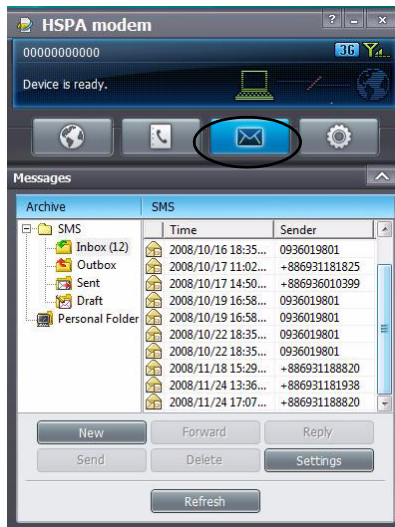 HSPA modem
? - x
00000000000 3G
Device is ready.
Messages
Archive SMS
SMS
Inbox (12)
Outbox
Sent
Draft
Personal Folder
Time Sender
2008/10/16 18:35... 0936019801
2008/10/17 11:02... +886931181825
2008/10/17 14:50... +886936010399
2008/10/19 16:58... 0936019801
2008/10/19 16:58... 0936019801
2008/10/22 18:35... 0936019801
2008/10/22 18:35... 0936019801
2008/11/18 15:29... +886931188820
2008/11/24 13:36... +886931181938
2008/11/24 17:07... +886931188820
New Forward Reply
Send Delete Settings
Refresh